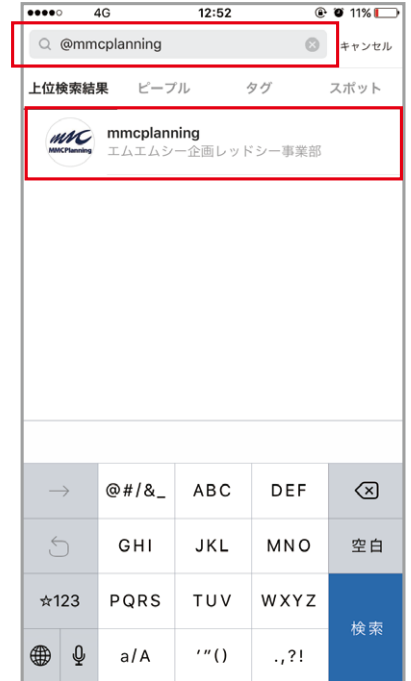 4G 12:52 11%
@mmcplanning キャンセル
上位検索結果 ピープル タグ スポット
mmc
MMCPlanning
mmcplanning
エムエムシー企画レッドシー事業部
→ @#/&_ ABC DEF
GHI JKL MNO 空白
☆123 PQRS TUV WXYZ
検索
a/A '"() .,?!